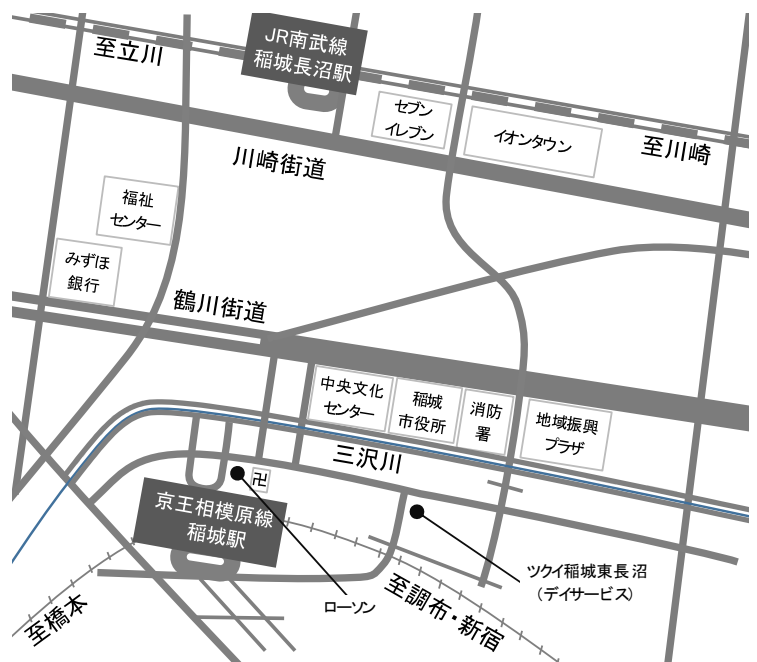 JR南武線
稲城長沼駅
至立川
セブン
イレブン
イオンタウン
至川崎
川崎街道
福祉
センター
みずほ
銀行
鶴川街道
中央文化
センター
稲城
市役所
消防
署
地域振興
プラザ
三沢川
卍
京王相模原線
稲城駅
ツクイ稲城東長沼
（デイサービス）
ローソン
至調布・新宿
至橋本